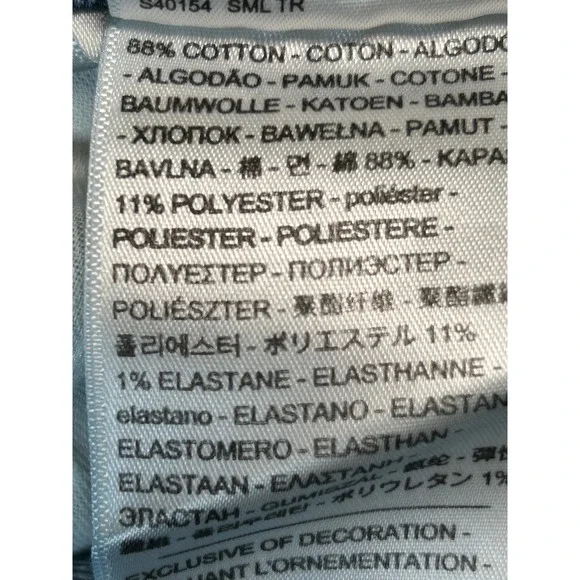 S40154 SML TR
88% COTTON - COTON - ALGODO
- ALGODÃO - PAMUK - COTONE -
BAUMWOLLE - KATOEN - BAMBA
- ХЛОПОК - BAWEŁNA - PAMUT -
BAVLNA - 棉 - 면 - 綿 88% - KAPA
11% POLYESTER - poliéster -
POLIESTER - POLIESTERE -
ΠΟΛΥΕΣΤΕΡ - ПОЛИЭСТЕР -
POLIÉSZTER - 聚酯纤维 - 聚酯纖
폴리에스터 - ポリエステル 11%
1% ELASTANE - ELASTHANNE -
elastano - ELASTANO - ELASTAN
ELASTOMERO - ELASTHAN -
ELASTAAN - ΕΛΑΣΤΑΝΗ -
ЭЛАСТАН - ポリウレタン 1%
EXCLUSIVE OF DECORATION -
UANT L'ORNEMENTATION -